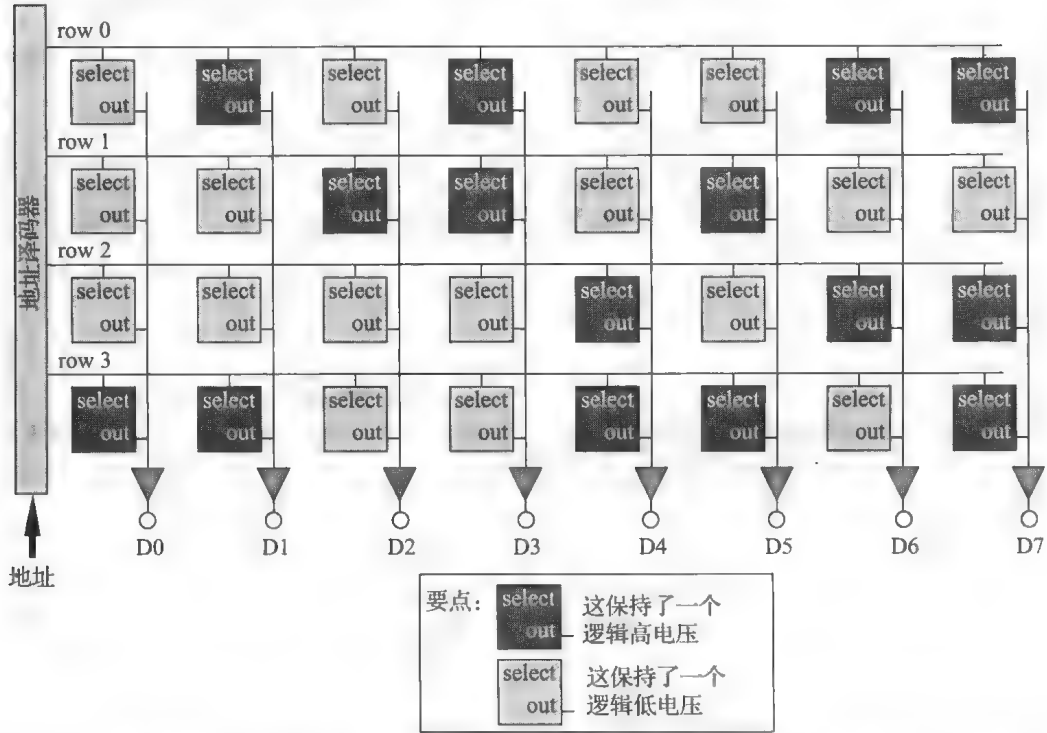 row 0
select select select select select select select select
out out out out out out out out
row 1
select select select select select select select select
out out out out out out out out
row 2
select select select select select select select select
out out out out out out out out
row 3
select select select select select select select select
out out out out out out out out
地址译码器
D0 D1 D2 D3 D4 D5 D6 D7
地址
要点: select 这保持了一个
out 逻辑高电压
select 这保持了一个
out 逻辑低电压